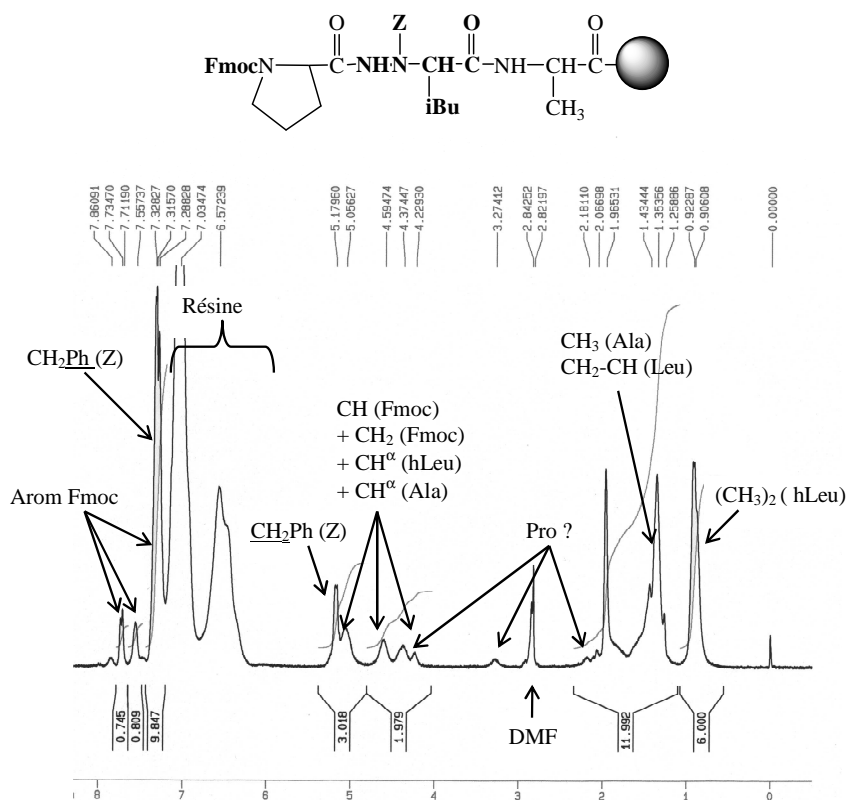 Z
O O O
FmocN C NHN CH C NH CH C
iBu CH₃
7.86091
7.73470
7.71190
7.55737
7.32827
7.31570
7.28828
7.03474
6.57239
5.17960
5.05627
4.59474
4.37447
4.22930
3.27412
2.84252
2.82197
2.18110
2.05698
1.96531
1.43444
1.35356
1.25886
0.92287
0.90608
0.00000
Résine
CH₂Ph (Z)
CH₃ (Ala)
CH₂-CH (Leu)
CH (Fmoc)
+ CH₂ (Fmoc)
+ CHα (hLeu)
+ CHα (Ala)
Arom Fmoc
(CH₃)₂ ( hLeu)
CH₂Ph (Z)
Pro ?
DMF
0.745
0.809
9.847
3.018
1.979
11.992
6.000
8 7 6 5 4 3 2 1 0